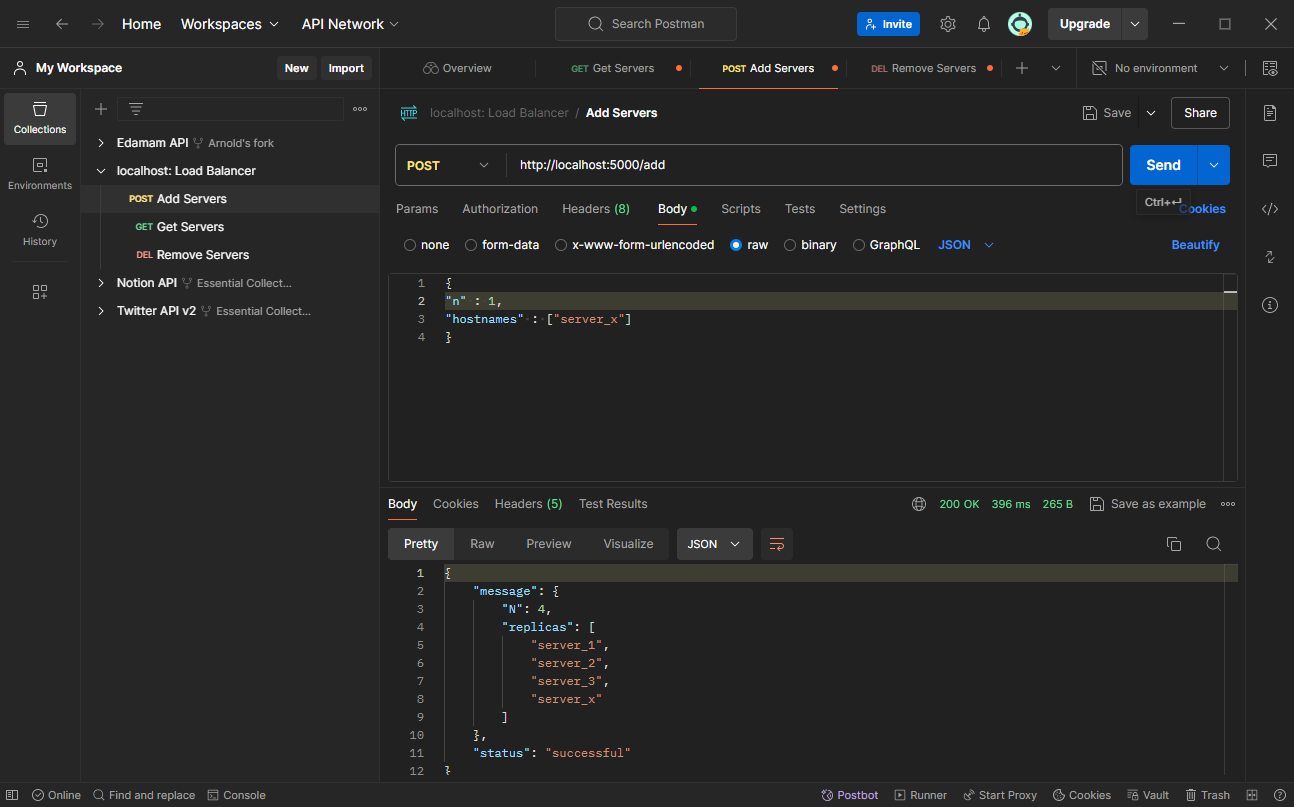 Home Workspaces API Network Search Postman Invite Upgrade
My Workspace New Import Overview GET Get Servers POST Add Servers DEL Remove Servers No environment
Collections
Environments
History
Edamam API Arnold's fork
localhost: Load Balancer
POST Add Servers
GET Get Servers
DEL Remove Servers
Notion API Essential Collect...
Twitter API v2 Essential Collect...
HTTP localhost: Load Balancer / Add Servers Save Share
POST http://localhost:5000/add Send
Ctrl+↵
Params Authorization Headers (8) Body Scripts Tests Settings Cookies
none form-data x-www-form-urlencoded raw binary GraphQL JSON Beautify
1 {
2 "n" : 1,
3 "hostnames" : ["server_x"]
4 }
Body Cookies Headers (5) Test Results 200 OK 396 ms 265 B Save as example
Pretty Raw Preview Visualize JSON
1 {
2 "message": {
3 "N": 4,
4 "replicas": [
5 "server_1",
6 "server_2",
7 "server_3",
8 "server_x"
9 ]
10 },
11 "status": "successful"
12 }
Online Find and replace Console Postbot Runner Start Proxy Cookies Vault Trash